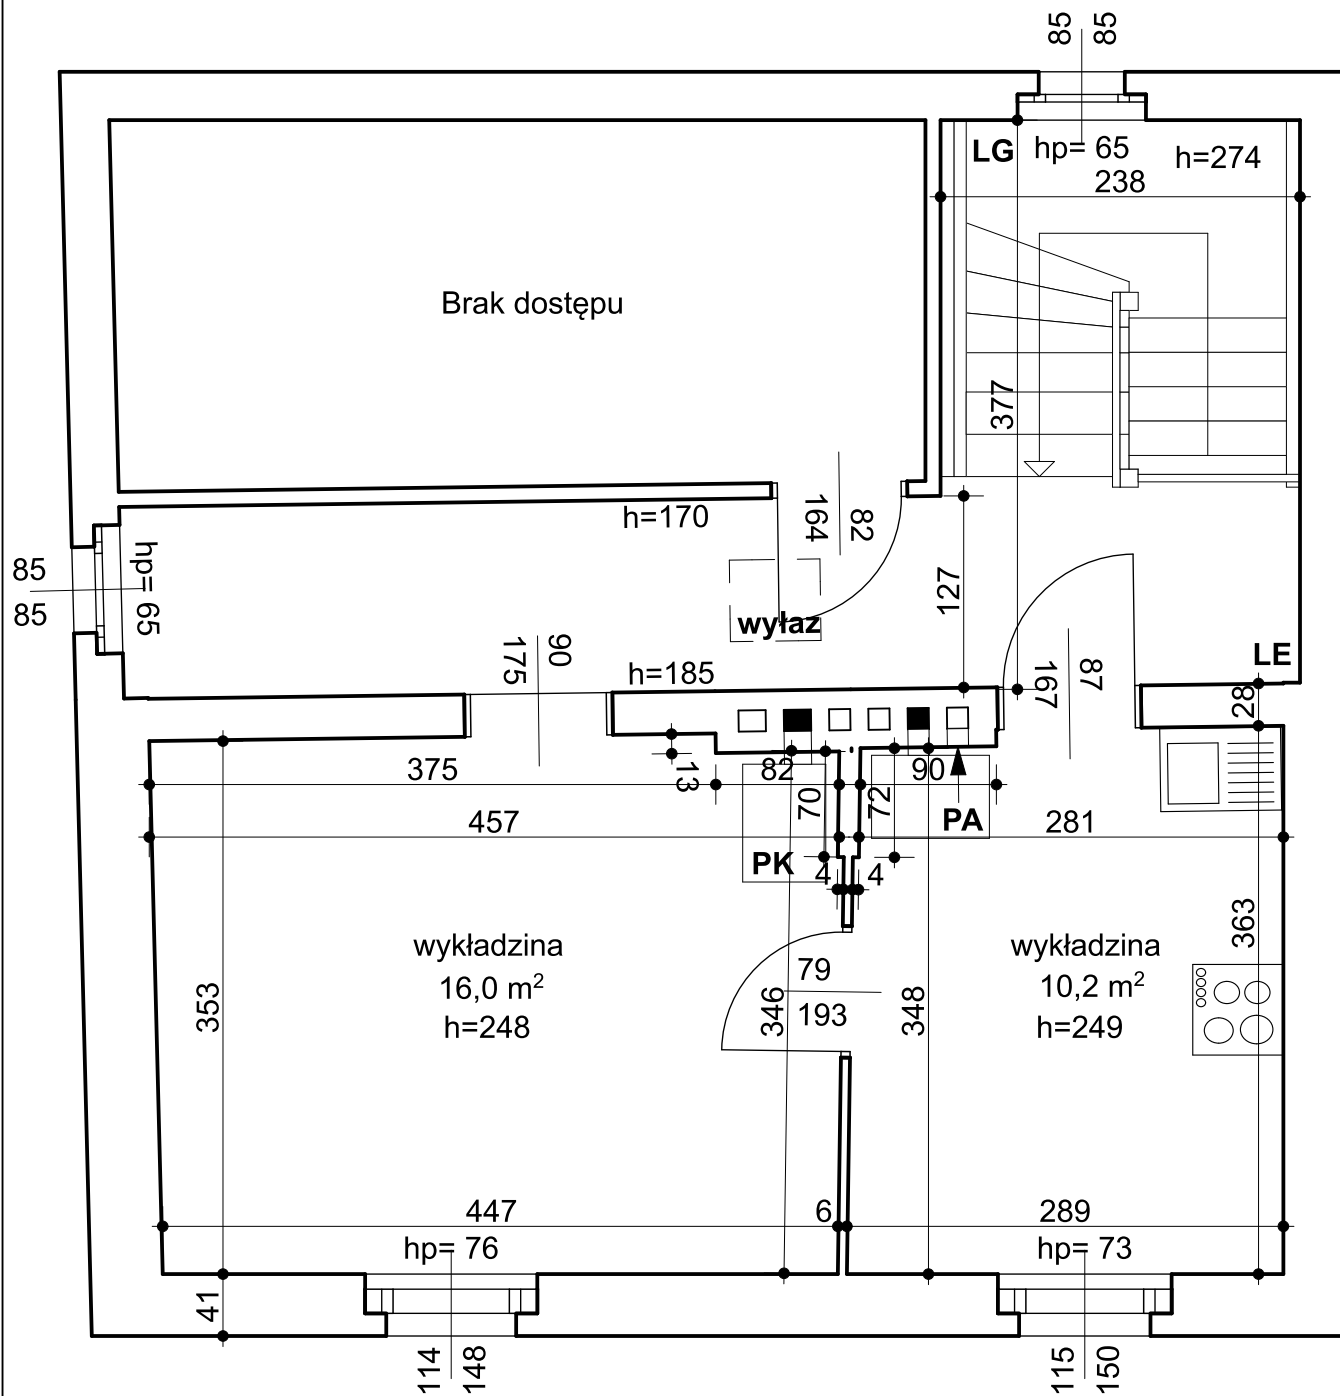 85
85
LG
hp= 65
h=274
238
Brak dostępu
377
h=170
164
82
85
85
hp= 65
127
wyłaz
90
175
h=185
LE
87
167
28
375
13
82
70
72
90
457
PA
281
PK
4
4
363
wykładzina
16,0 m²
h=248
wykładzina
10,2 m²
h=249
79
193
353
346
348
447
6
289
hp= 76
hp= 73
41
114
148
115
150